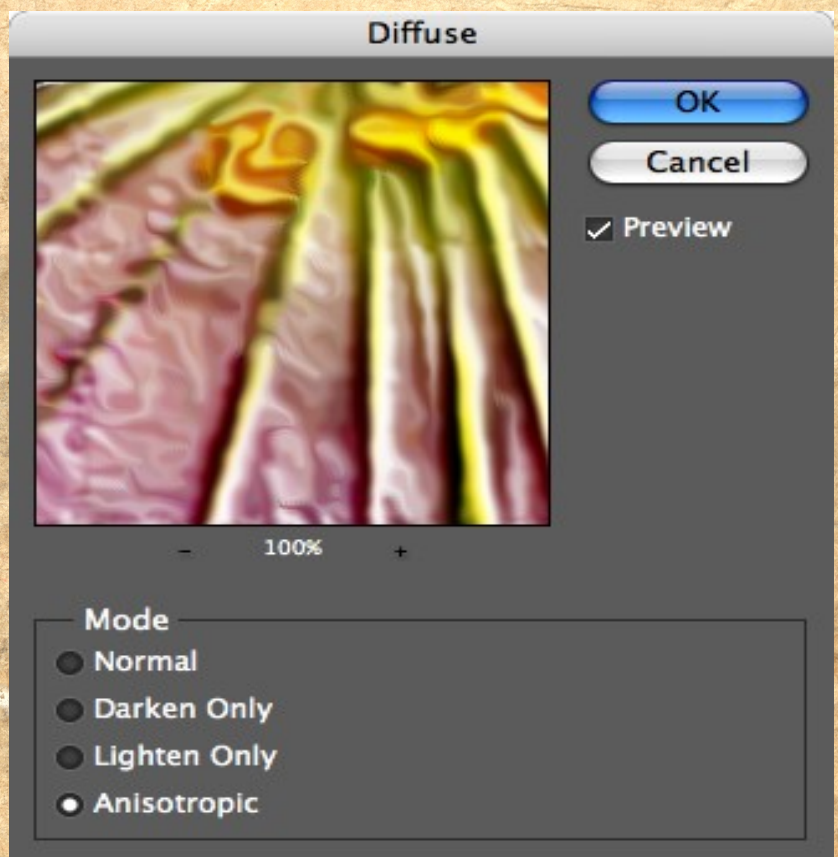 Diffuse
OK
Cancel
Preview
- 100% +
Mode
Normal
Darken Only
Lighten Only
Anisotropic